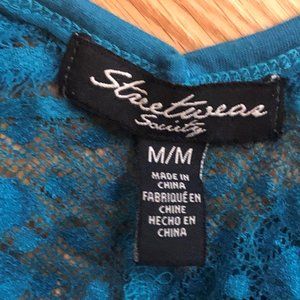 Streetwear
Society
M/M
MADE IN
CHINA
FABRIQUÉ EN
CHINE
HECHO EN
CHINA